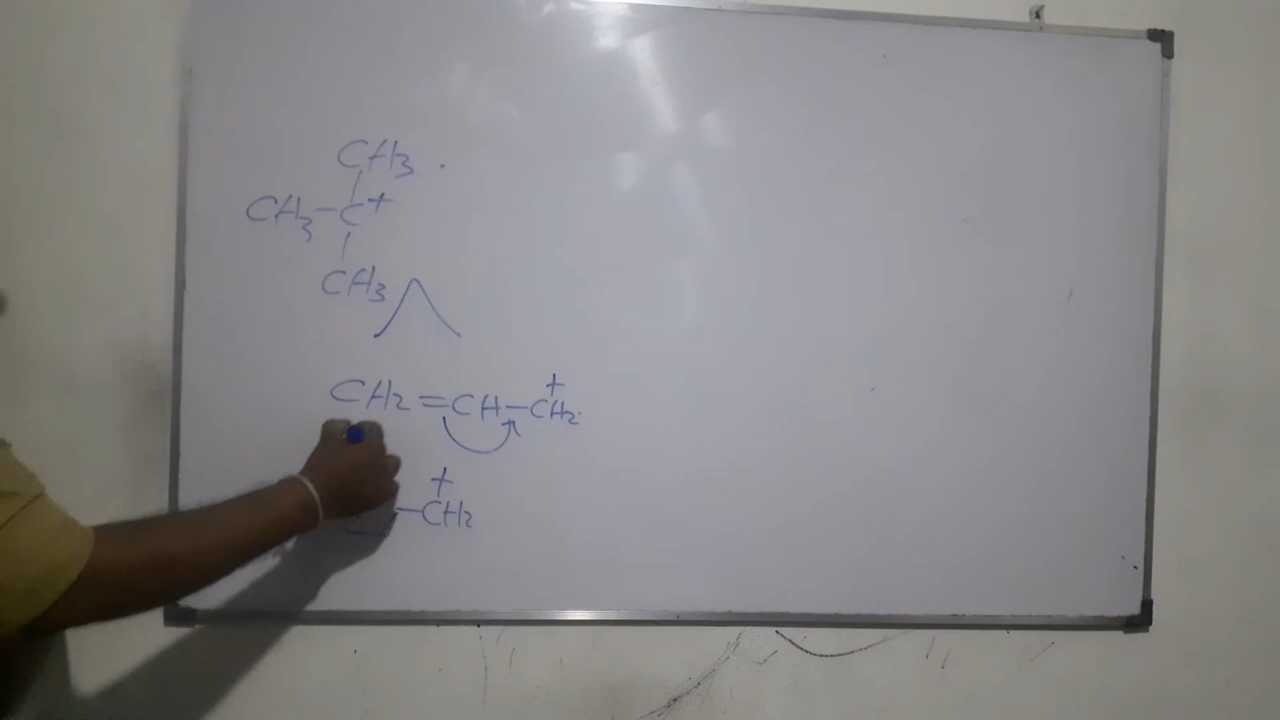 CH3 .
CH3-C+
CH3
CH2=CH-CH2+
-CH2+